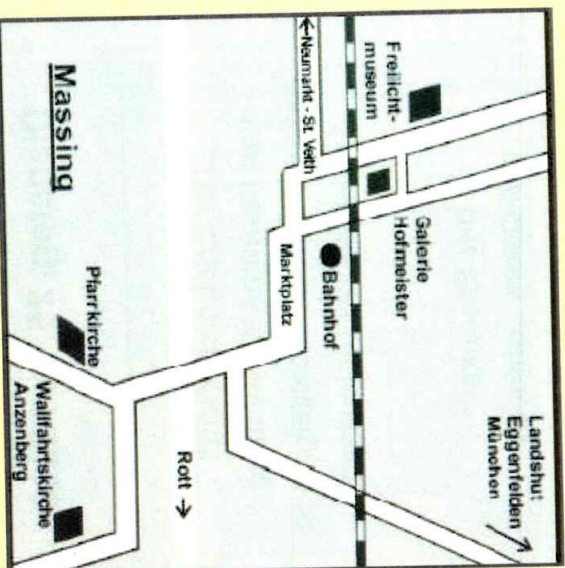 Landshut
Eggenfelden
München
Galerie
Hofmeister
Freilicht-
museum
Bahnhof
←Neumarkt - St. Veith
Marktplatz
Rott →
Pfarrkirche
Massing
Wallfahrtskirche
Anzenberg